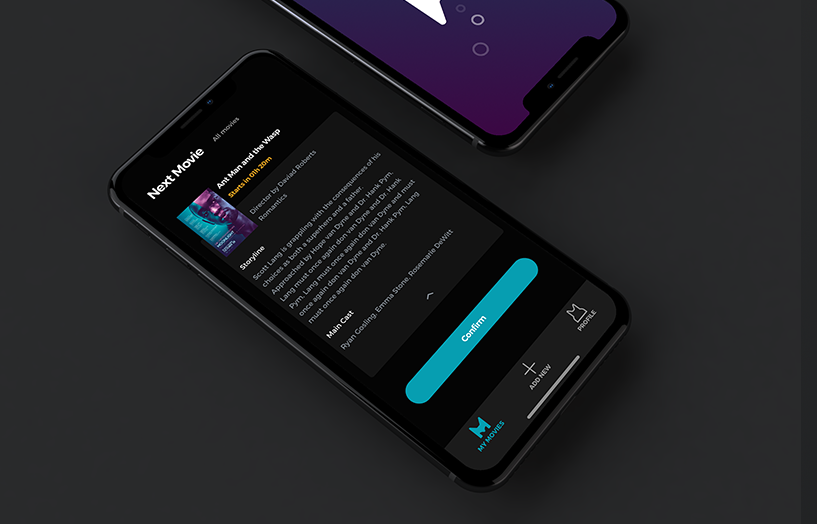 Next Movie
All movies
Ant Man and the Wasp
Starts in 01h 20m
Director by Daviad Roberts
Romantics
Storyline
Scott Lang is grappling with the consequences of his
choices as both a superhero and a father.
Approached by Hope van Dyne and Dr. Hank Pym,
Lang must once again don van Dyne and Dr. Hank
Pym, Lang must once again don van Dyne and must
once again don van Dyne and Dr. Hank Pym Lang
must once again don van Dyne.
Main Cast
Ryan Gosling, Emma Stone, Rosemarie DeWitt
Confirm
MY MOVIES
ADD NEW
PROFILE